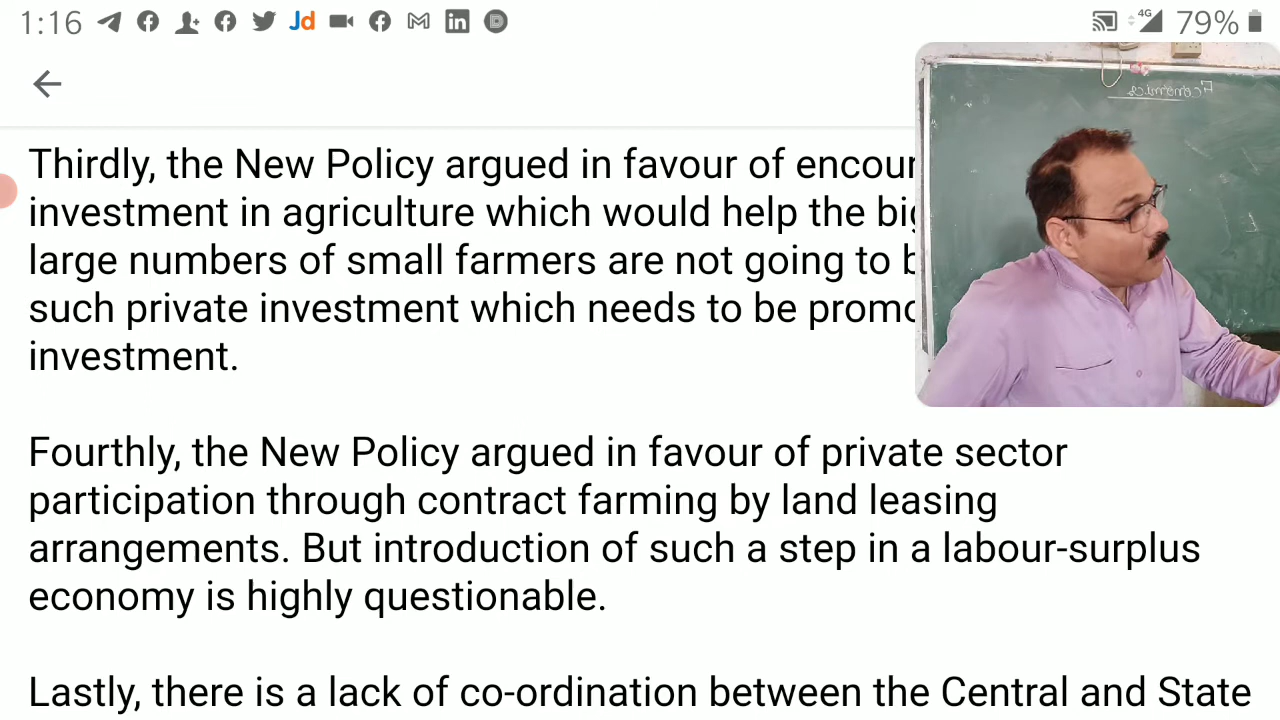 1:16
Jd
4G
79%
Economics
Thirdly, the New Policy argued in favour of
investment in agriculture which would help the
large numbers of small farmers are not going to
such private investment which needs to be
investment.
Fourthly, the New Policy argued in favour of private sector
participation through contract farming by land leasing
arrangements. But introduction of such a step in a labour-surplus
economy is highly questionable.
Lastly, there is a lack of co-ordination between the Central and State